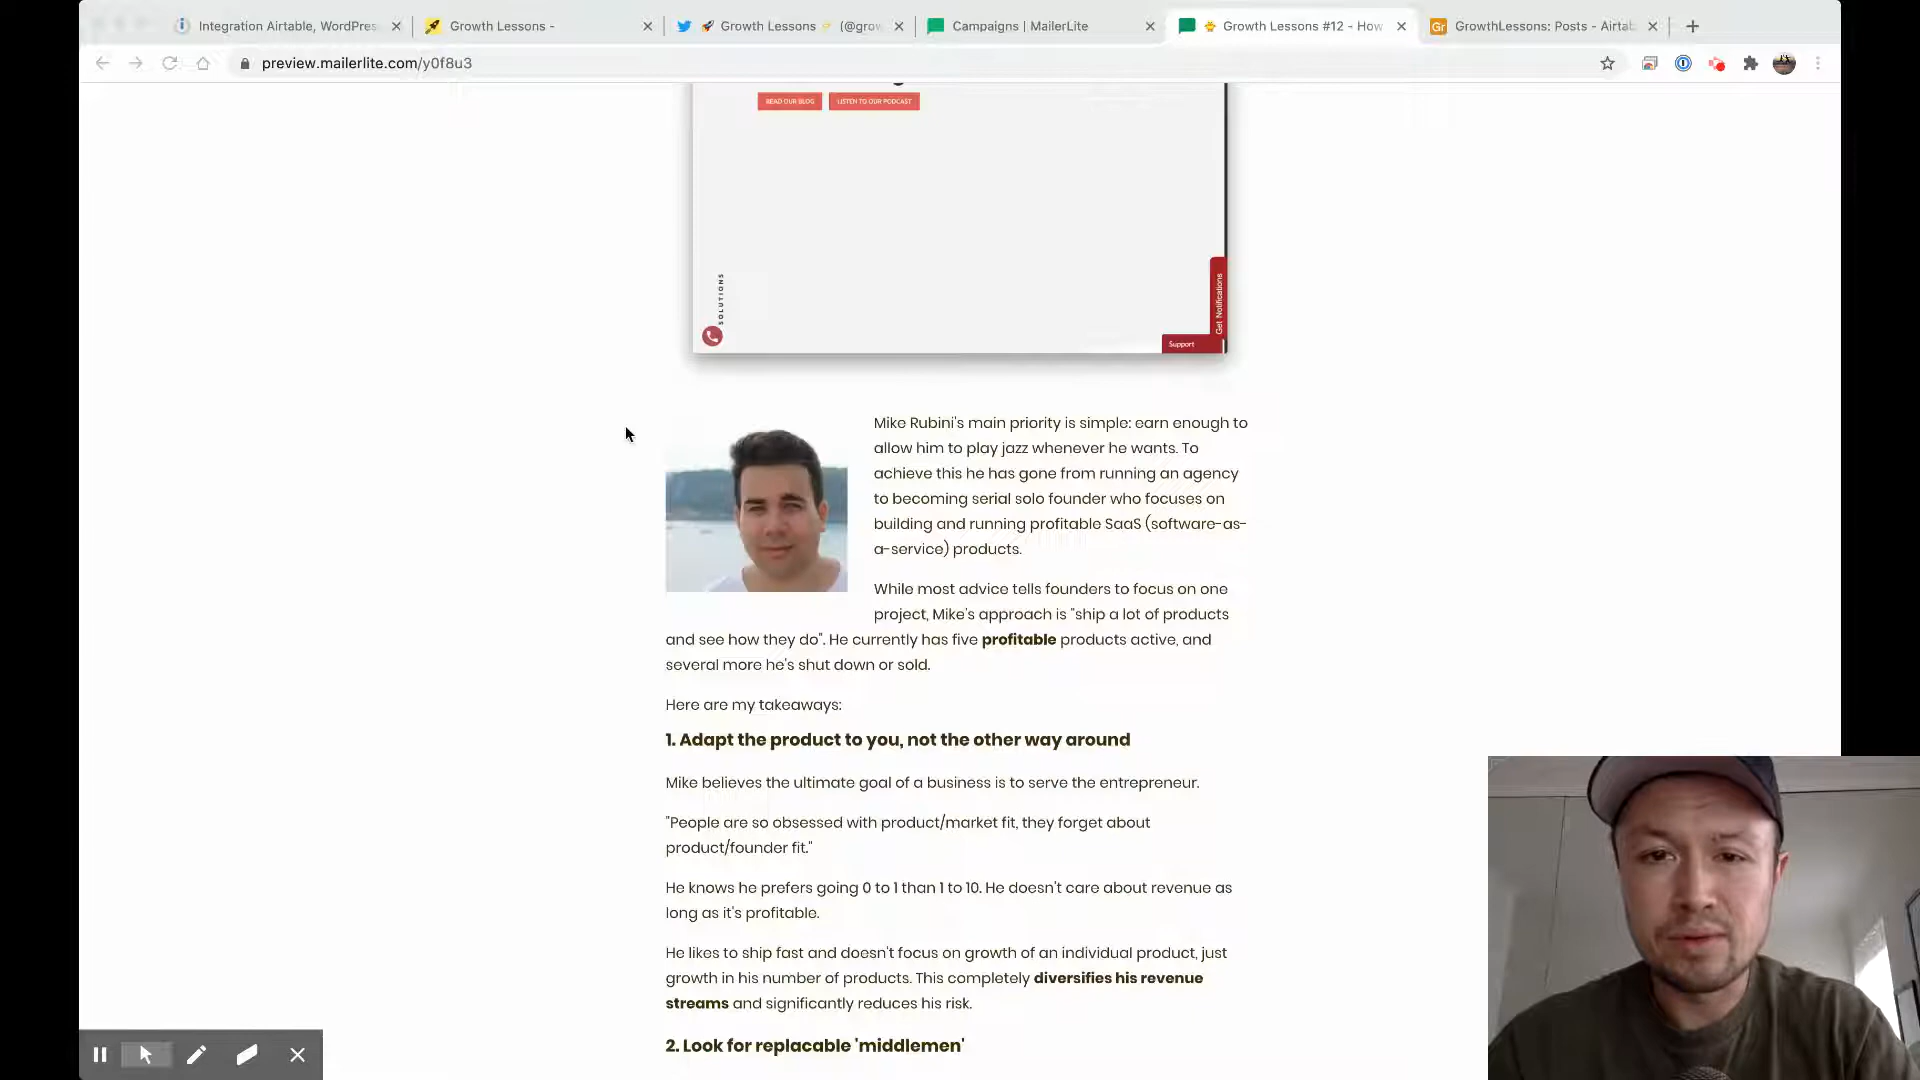 Integration Airtable, WordPres
Growth Lessons -
Growth Lessons (@grow
Campaigns | MailerLite
Growth Lessons #12 - How
GrowthLessons: Posts - Airtab
preview.mailerlite.com/y0f8u3
READ OUR BLOG
LISTEN TO OUR PODCAST
SOLUTIONS
Get Notifications
Support
Mike Rubini's main priority is simple: earn enough to
allow him to play jazz whenever he wants. To
achieve this he has gone from running an agency
to becoming serial solo founder who focuses on
building and running profitable SaaS (software-as-
a-service) products.
While most advice tells founders to focus on one
project, Mike's approach is "ship a lot of products
and see how they do". He currently has five profitable products active, and
several more he's shut down or sold.
Here are my takeaways:
1. Adapt the product to you, not the other way around
Mike believes the ultimate goal of a business is to serve the entrepreneur.
"People are so obsessed with product/market fit, they forget about
product/founder fit."
He knows he prefers going 0 to 1 than 1 to 10. He doesn't care about revenue as
long as it's profitable.
He likes to ship fast and doesn't focus on growth of an individual product, just
growth in his number of products. This completely diversifies his revenue
streams and significantly reduces his risk.
2. Look for replacable 'middlemen'